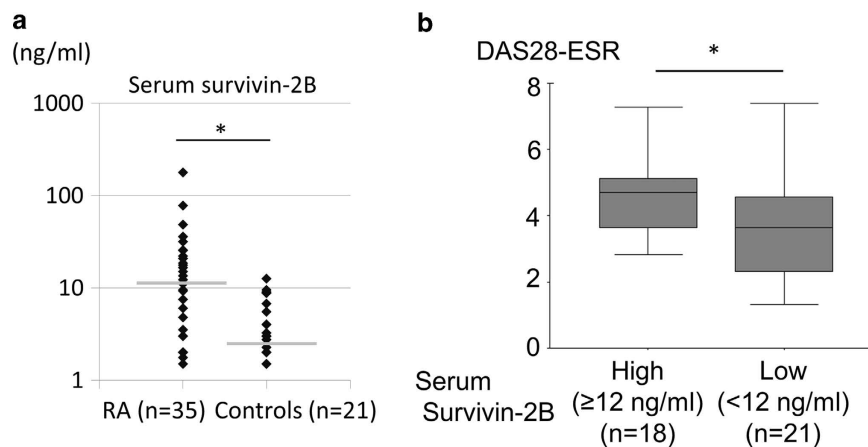 a
(ng/ml)
Serum survivin-2B
*
1000
100
10
1
RA (n=35) Controls (n=21)
b
DAS28-ESR
*
8
6
4
2
0
Serum
Survivin-2B
High
(≥12 ng/ml)
(n=18)
Low
(<12 ng/ml)
(n=21)